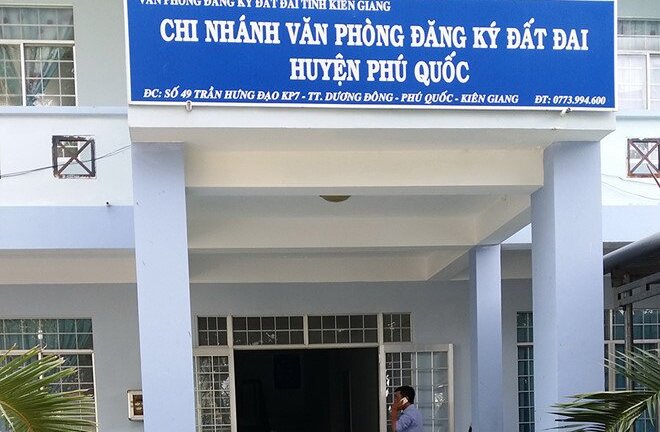 VĂN PHÒNG ĐĂNG KÝ ĐẤT ĐAI TỈNH KIÊN GIANG
CHI NHÁNH VĂN PHÒNG ĐĂNG KÝ ĐẤT ĐAI
HUYỆN PHÚ QUỐC
ĐC: SỐ 49 TRẦN HƯNG ĐẠO KP7 - TT. DƯƠNG ĐÔNG - PHÚ QUỐC - KIÊN GIANG ĐT: 0773.994.600